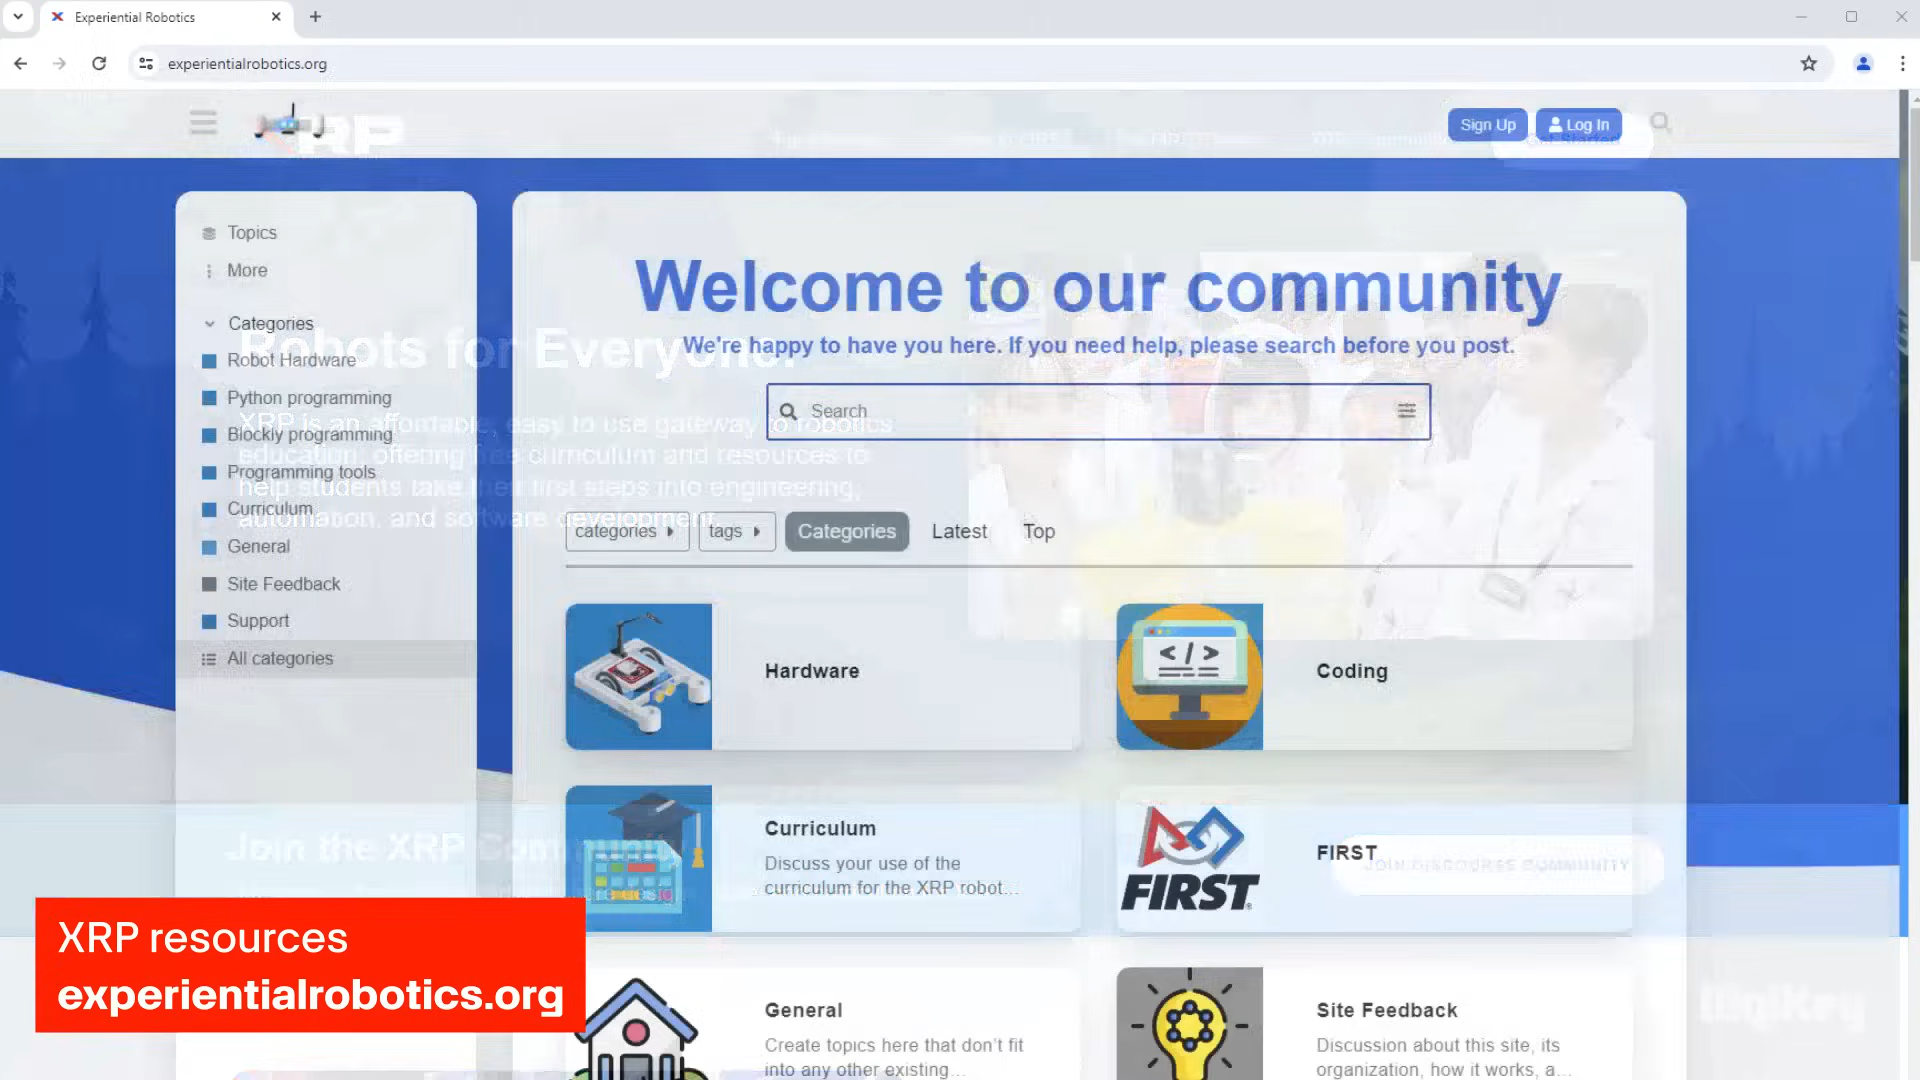 Experiential Robotics
experientialrobotics.org
XRP
Sign Up
Log In
Get Started
Topics
More
Categories
Robot Hardware
Python programming
Blockly programming
Programming tools
Curriculum
General
Site Feedback
Support
All categories
Welcome to our community
We're happy to have you here. If you need help, please search before you post.
Search
Robots for Everyone.
XRP is an affordable, easy to use gateway to robotics
education, offering free curriculum and resources to
help students take their first steps into engineering,
automation, and software development.
categories
tags
Categories
Latest
Top
Hardware
Coding
</>
Curriculum
Discuss your use of the
curriculum for the XRP robot...
FIRST
FIRST
Join the XRP Community
JOIN DISCOURSE COMMUNITY
General
Create topics here that don't fit
into any other existing...
Site Feedback
Discussion about this site, its
organization, how it works, a...
XRP resources
experientialrobotics.org
DigiKey